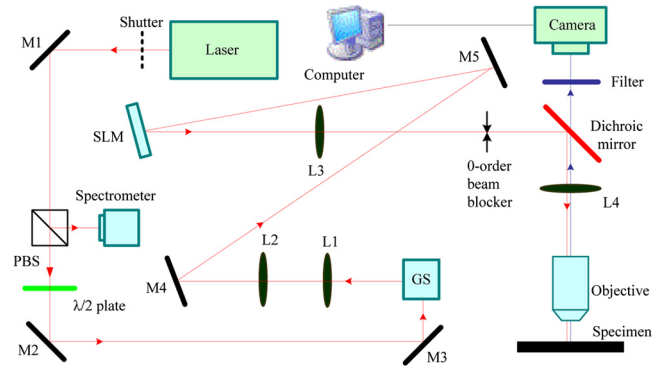 Shutter
M1
Laser
Computer
M5
Camera
Filter
SLM
L3
0-order
beam
blocker
Dichroic
mirror
L4
Spectrometer
PBS
λ/2 plate
L2
L1
M4
GS
Objective
M2
M3
Specimen